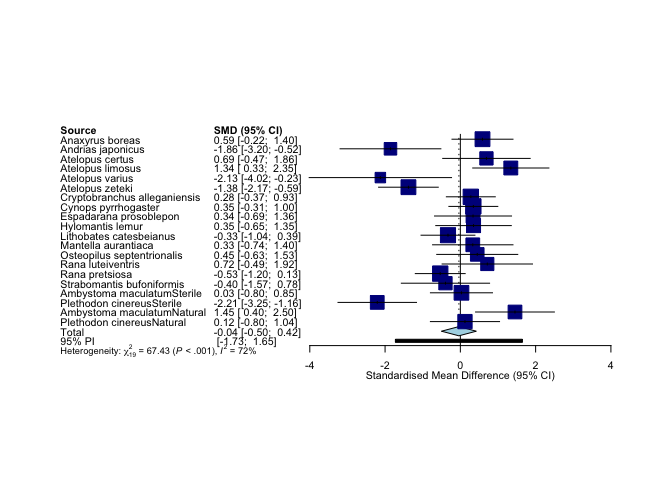 Source SMD (95% CI)
Anaxyrus boreas 0.59 [-0.22; 1.40]
Andrias japonicus -1.86 [-3.20; -0.52]
Atelopus certus 0.69 [-0.47; 1.86]
Atelopus limosus 1.34 [ 0.33; 2.35]
Atelopus varius -2.13 [-4.02; -0.23]
Atelopus zeteki -1.38 [-2.17; -0.59]
Cryptobranchus alleganiensis 0.28 [-0.37; 0.93]
Cynops pyrrhogaster 0.35 [-0.31; 1.00]
Espadarana prosoblepon 0.34 [-0.69; 1.36]
Hylomantis lemur 0.35 [-0.65; 1.35]
Lithobates catesbeianus -0.33 [-1.04; 0.39]
Mantella aurantiaca 0.33 [-0.74; 1.40]
Osteopilus septentrionalis 0.45 [-0.63; 1.53]
Rana luteiventris 0.72 [-0.49; 1.92]
Rana pretsiosa -0.53 [-1.20; 0.13]
Strabomantis bufoniformis -0.40 [-1.57; 0.78]
Ambystoma maculatumSterile 0.03 [-0.80; 0.85]
Plethodon cinereusSterile -2.21 [-3.25; -1.16]
Ambystoma maculatumNatural 1.45 [ 0.40; 2.50]
Plethodon cinereusNatural 0.12 [-0.80; 1.04]
Total -0.04 [-0.50; 0.42]
95% PI [-1.73; 1.65]
Heterogeneity: χ²₁₉ = 67.43 (P < .001), I² = 72%
-4 -2 0 2 4
Standardised Mean Difference (95% CI)